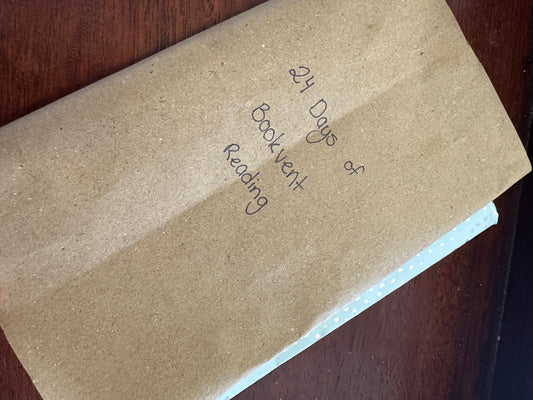 24 Days of
Bookvent
Reading